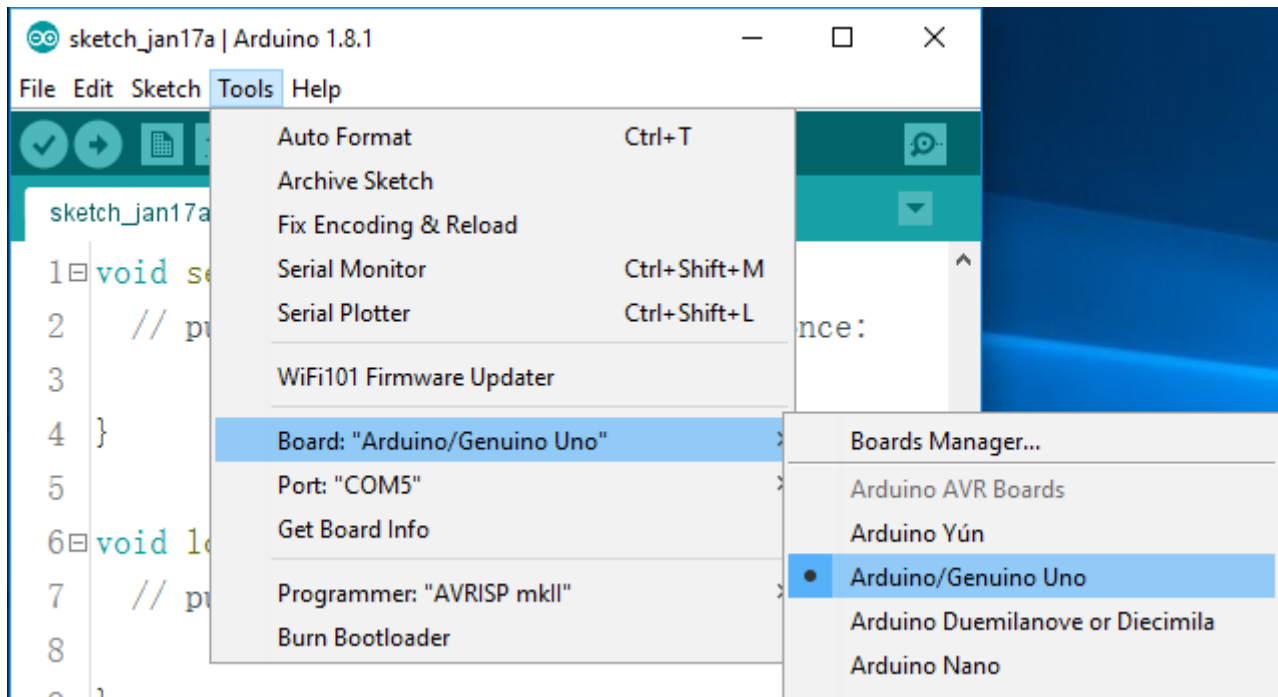 sketch_jan17a | Arduino 1.8.1
File Edit Sketch Tools Help
sketch_jan17a
Auto Format Ctrl+T
Archive Sketch
Fix Encoding & Reload
Serial Monitor Ctrl+Shift+M
Serial Plotter Ctrl+Shift+L
WiFi101 Firmware Updater
Board: "Arduino/Genuino Uno"
Port: "COM5"
Get Board Info
Programmer: "AVRISP mkII"
Burn Bootloader
1 void se
2 // pu nce:
3
4 }
5
6 void lo
7 // pu
8
Boards Manager...
Arduino AVR Boards
Arduino Yún
Arduino/Genuino Uno
Arduino Duemilanove or Diecimila
Arduino Nano